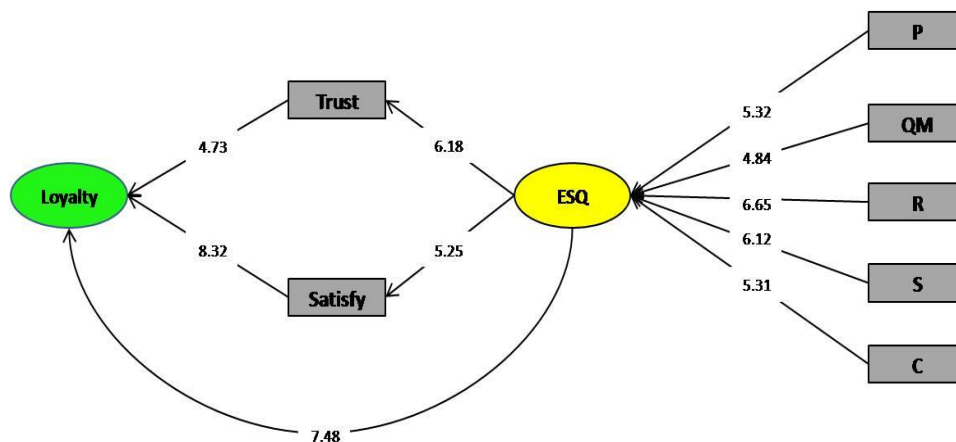 P
Trust
5.32
QM
4.73
6.18
4.84
Loyalty
ESQ
6.65
R
8.32
5.25
6.12
Satisfy
5.31
S
C
7.48